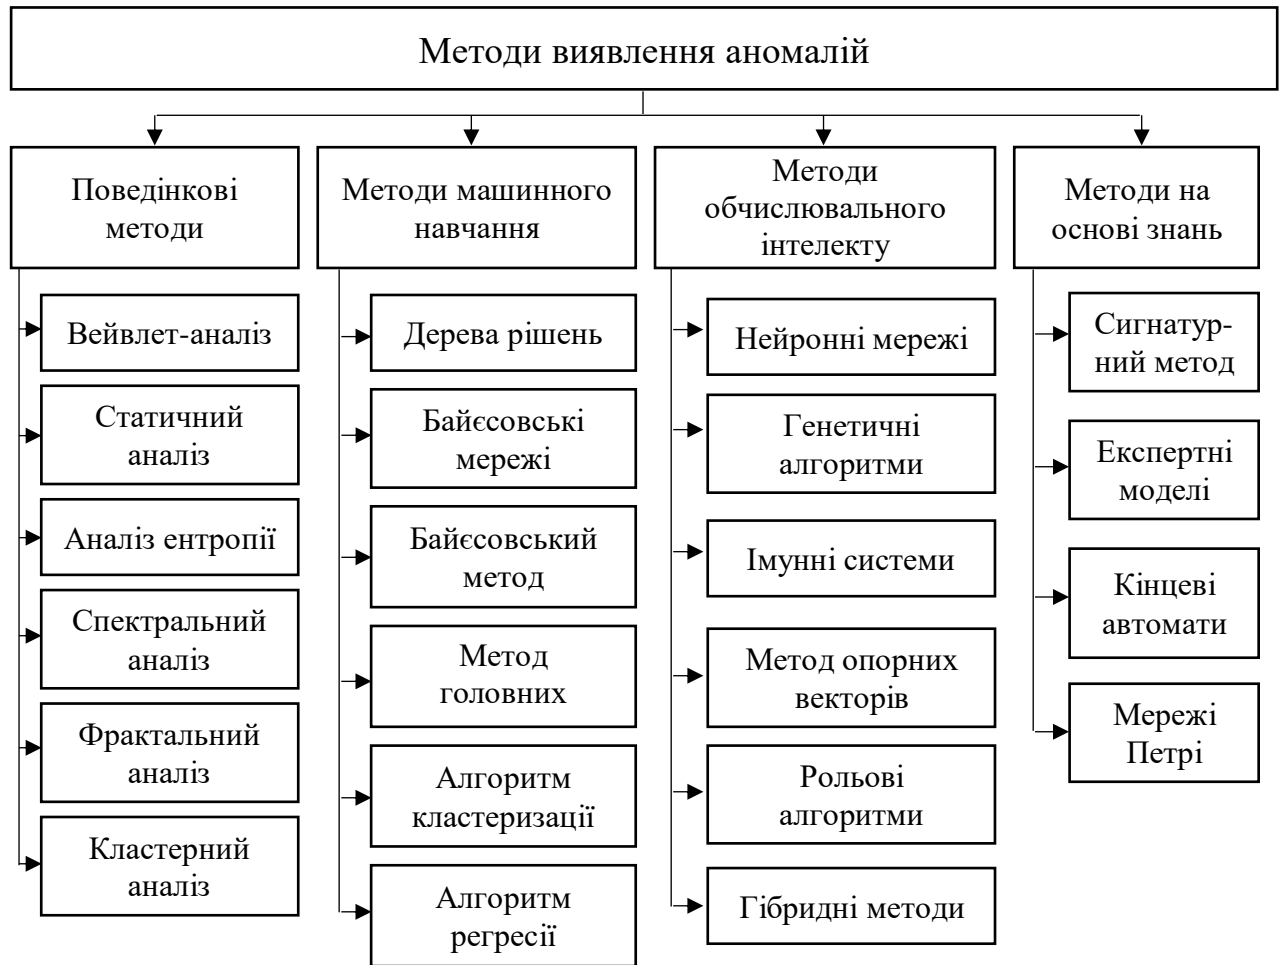 Методи виявлення аномалій
Поведінкові
методи
Вейвлет-аналіз
Статичний
аналіз
Аналіз ентропії
Спектральний
аналіз
Фрактальний
аналіз
Кластерний
аналіз
Методи машинного
навчання
Дерева рішень
Байєсовські
мережі
Байєсовський
метод
Метод
головних
Алгоритм
кластеризації
Алгоритм
регресії
Методи
обчислювального
інтелекту
Нейронні мережі
Генетичні
алгоритми
Імунні системи
Метод опорних
векторів
Рольові
алгоритми
Гібридні методи
Методи на
основі знань
Сигнатур-
ний метод
Експертні
моделі
Кінцеві
автомати
Мережі
Петрі